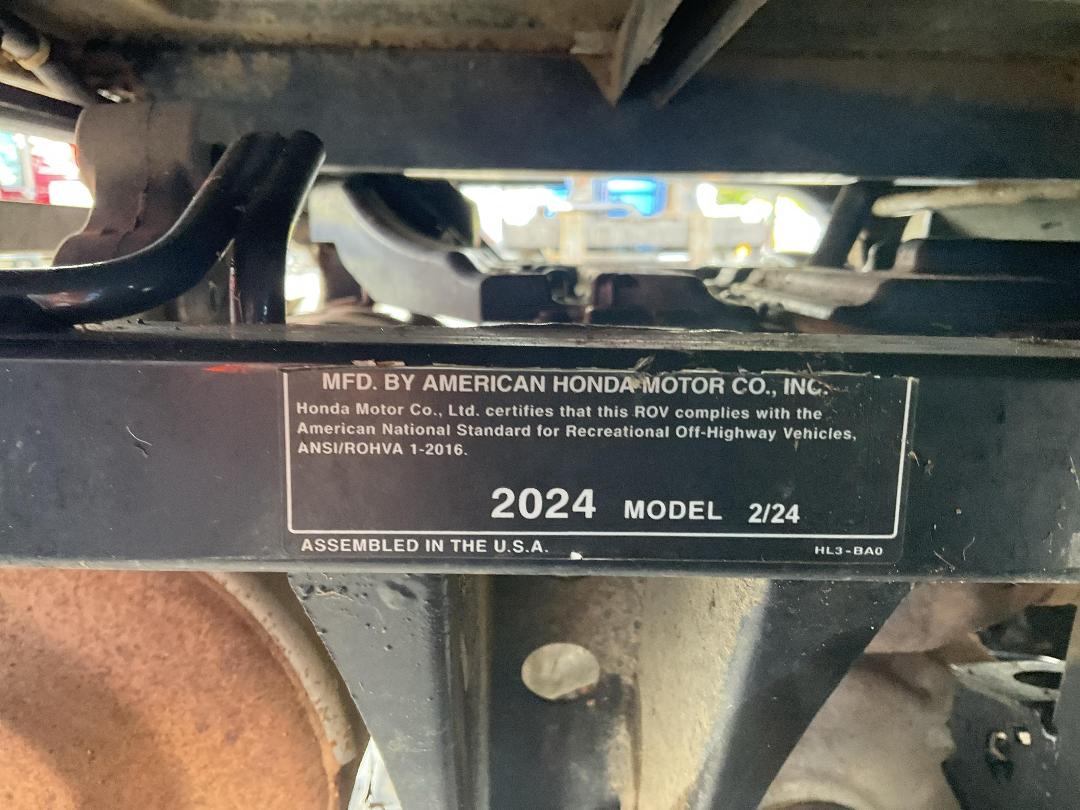 MFD. BY AMERICAN HONDA MOTOR CO., INC.
Honda Motor Co., Ltd. certifies that this ROV complies with the
American National Standard for Recreational Off-Highway Vehicles,
ANSI/ROHVA 1-2016.
2024 MODEL 2/24
ASSEMBLED IN THE U.S.A. HL3-BA0